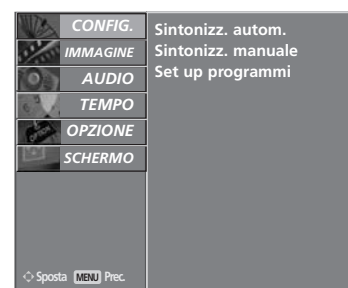 CONFIG.
IMMAGINE
AUDIO
TEMPO
OPZIONE
SCHERMO
Sintonizz. autom.
Sintonizz. manuale
Set up programmi
Sposta MENU Prec.